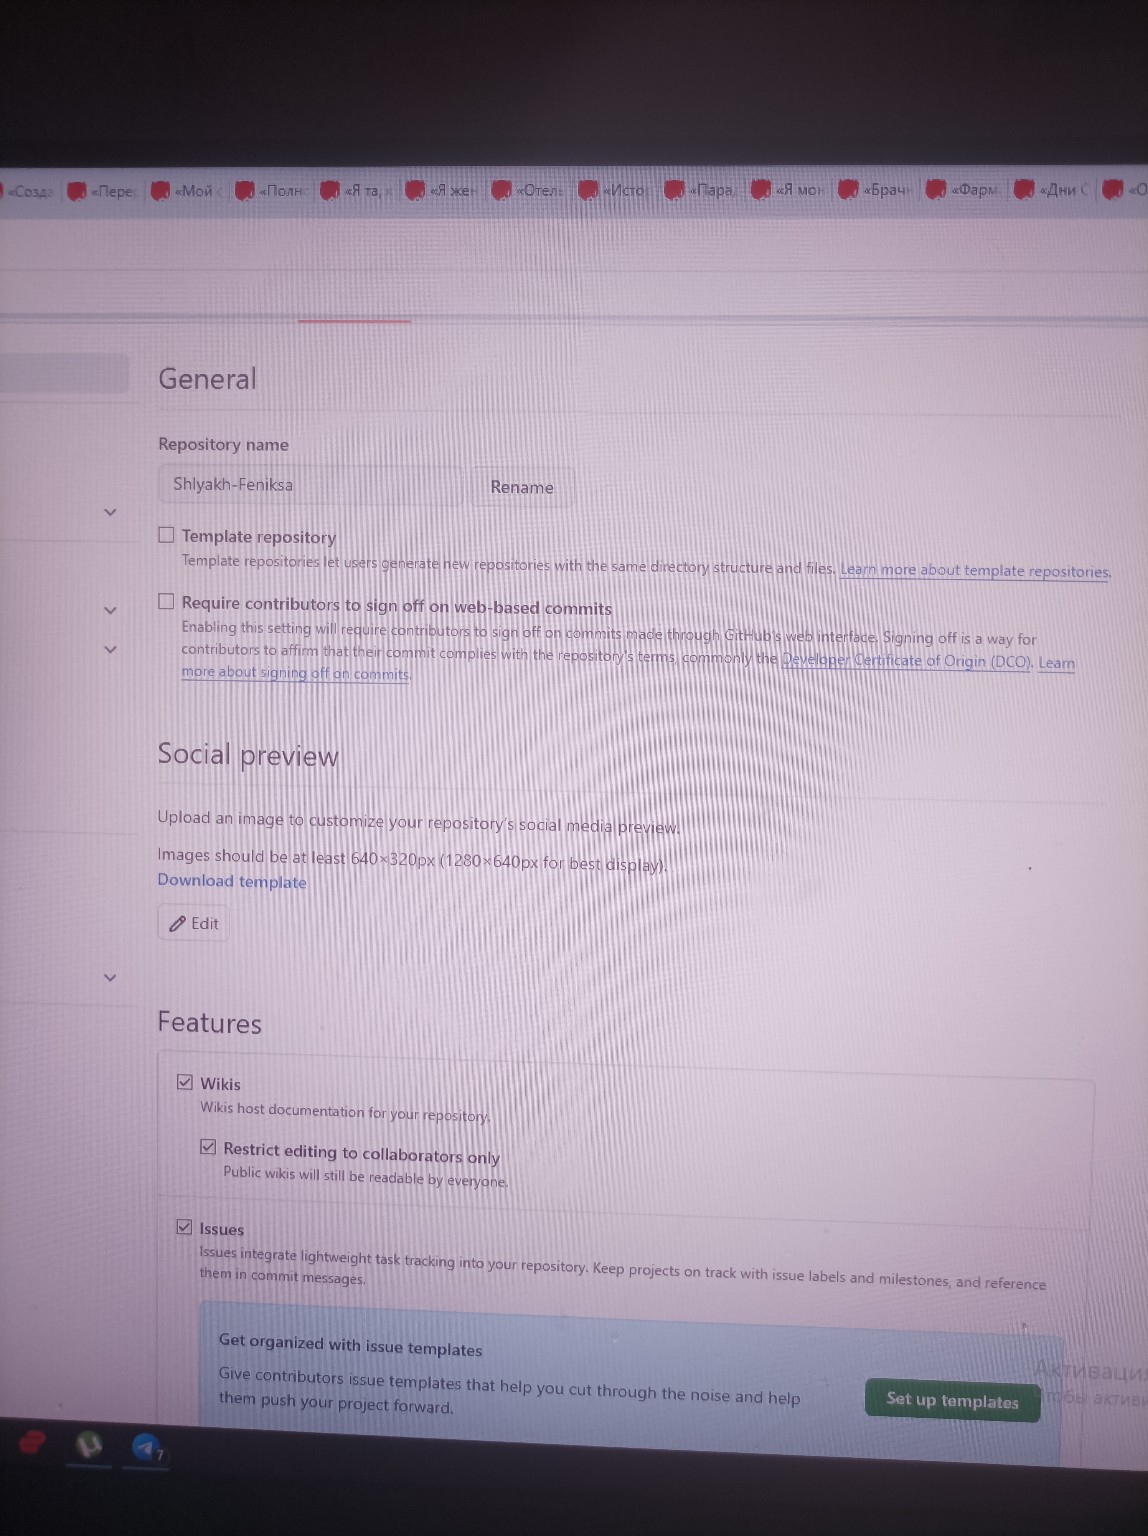 «Созда
«Пере
«Мой
«Полн
«Я та,
«Я жен
«Отель
«Исто
«Пара
«Я мон
«Брачн
«Фарм
«Дни С
«О
General
Repository name
Shlyakh-Feniksa
Rename
Template repository
Template repositories let users generate new repositories with the same directory structure and files. Learn more about template repositories.
Require contributors to sign off on web-based commits
Enabling this setting will require contributors to sign off on commits made through GitHub's web interface. Signing off is a way for
contributors to affirm that their commit complies with the repository's terms, commonly the Developer Certificate of Origin (DCO). Learn
more about signing off on commits.
Social preview
Upload an image to customize your repository's social media preview.
Images should be at least 640×320px (1280×640px for best display).
Download template
Edit
Features
Wikis
Wikis host documentation for your repository.
Restrict editing to collaborators only
Public wikis will still be readable by everyone.
Issues
Issues integrate lightweight task tracking into your repository. Keep projects on track with issue labels and milestones, and reference
them in commit messages.
Get organized with issue templates
Give contributors issue templates that help you cut through the noise and help
them push your project forward.
Set up templates
Активация
тобы активи
7